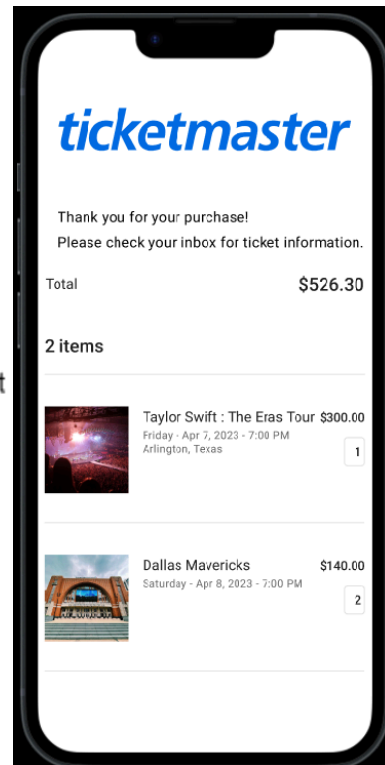 ticketmaster
Thank you for your purchase!
Please check your inbox for ticket information.
Total $526.30
2 items
t
Taylor Swift : The Eras Tour $300.00
Friday - Apr 7, 2023 - 7:00 PM
Arlington, Texas
1
Dallas Mavericks $140.00
Saturday - Apr 8, 2023 - 7:00 PM
2